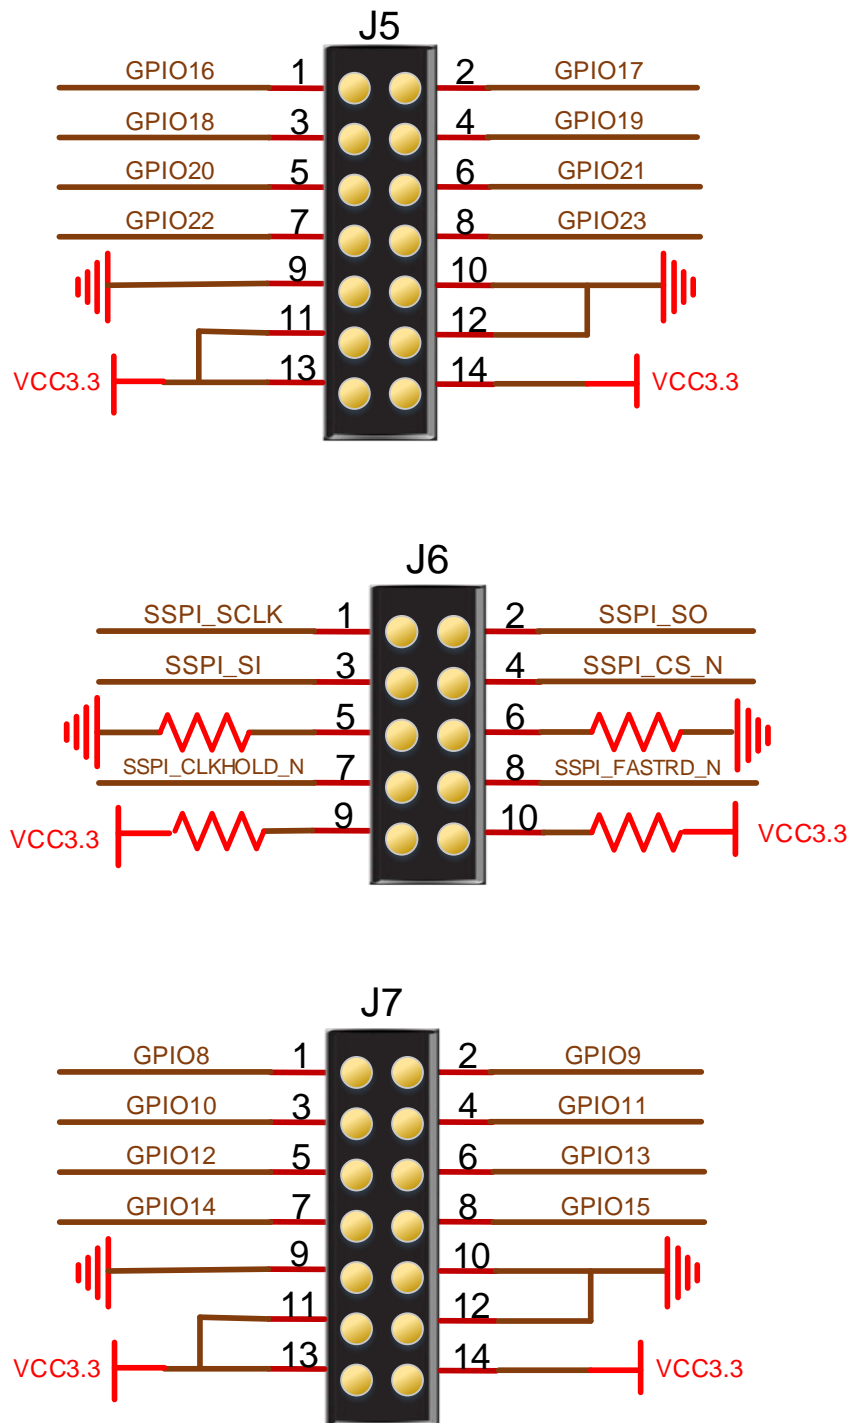 J5
GPIO16 1 2 GPIO17
GPIO18 3 4 GPIO19
GPIO20 5 6 GPIO21
GPIO22 7 8 GPIO23
9 10
11 12
VCC3.3 13 14 VCC3.3
J6
SSPI_SCLK 1 2 SSPI_SO
SSPI_SI 3 4 SSPI_CS_N
5 6
SSPI_CLKHOLD_N 7 8 SSPI_FASTRD_N
VCC3.3 9 10 VCC3.3
J7
GPIO8 1 2 GPIO9
GPIO10 3 4 GPIO11
GPIO12 5 6 GPIO13
GPIO14 7 8 GPIO15
9 10
11 12
VCC3.3 13 14 VCC3.3